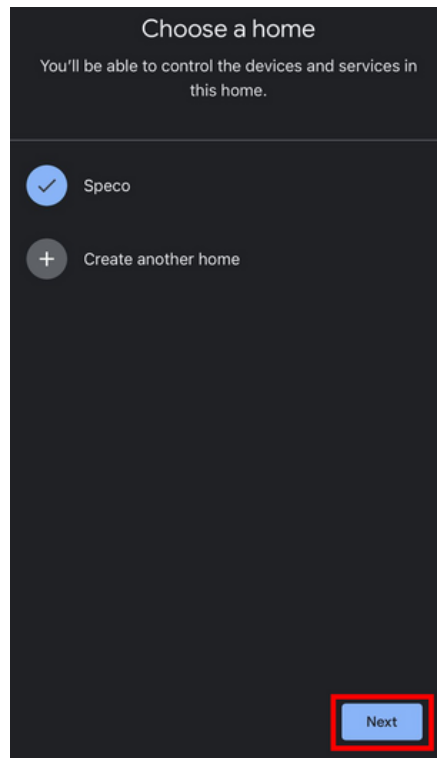 Choose a home
You'll be able to control the devices and services in
this home.
Speco
Create another home
Next